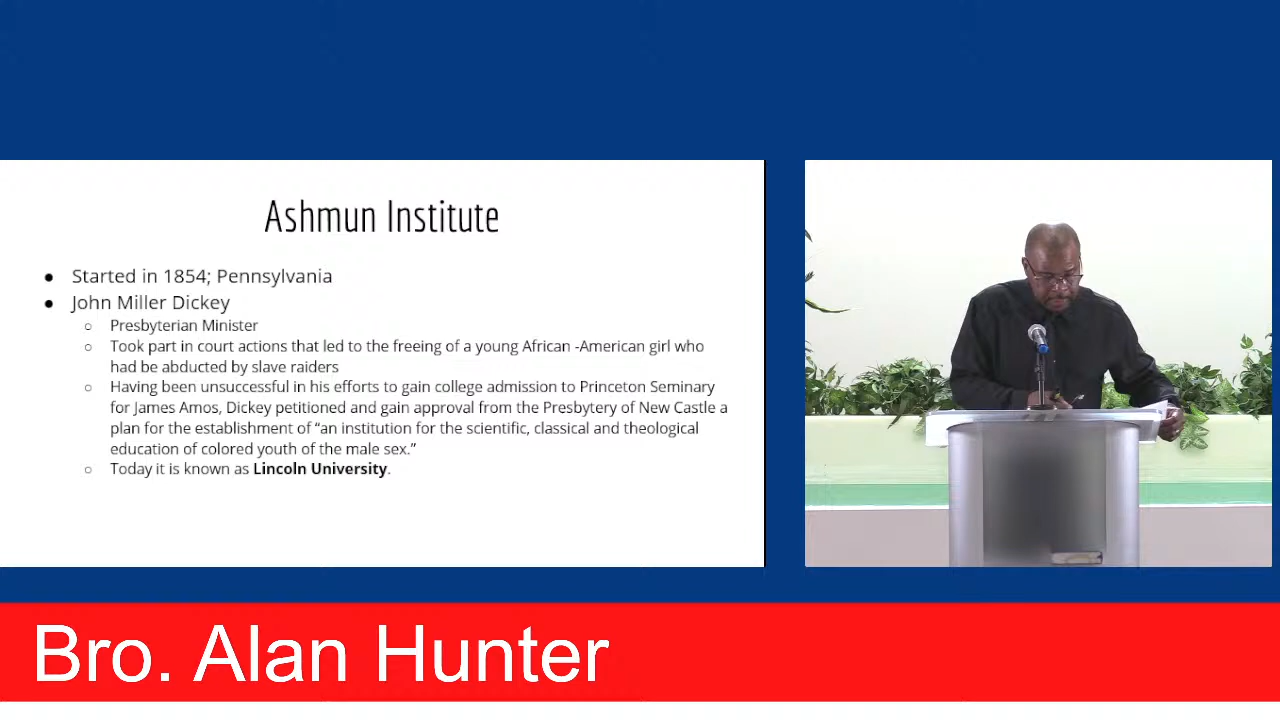 Ashmun Institute
● Started in 1854; Pennsylvania
● John Miller Dickey
○ Presbyterian Minister
○ Took part in court actions that led to the freeing of a young African -American girl who
had be abducted by slave raiders
○ Having been unsuccessful in his efforts to gain college admission to Princeton Seminary
for James Amos, Dickey petitioned and gain approval from the Presbytery of New Castle a
plan for the establishment of “an institution for the scientific, classical and theological
education of colored youth of the male sex.”
○ Today it is known as Lincoln University.
Bro. Alan Hunter